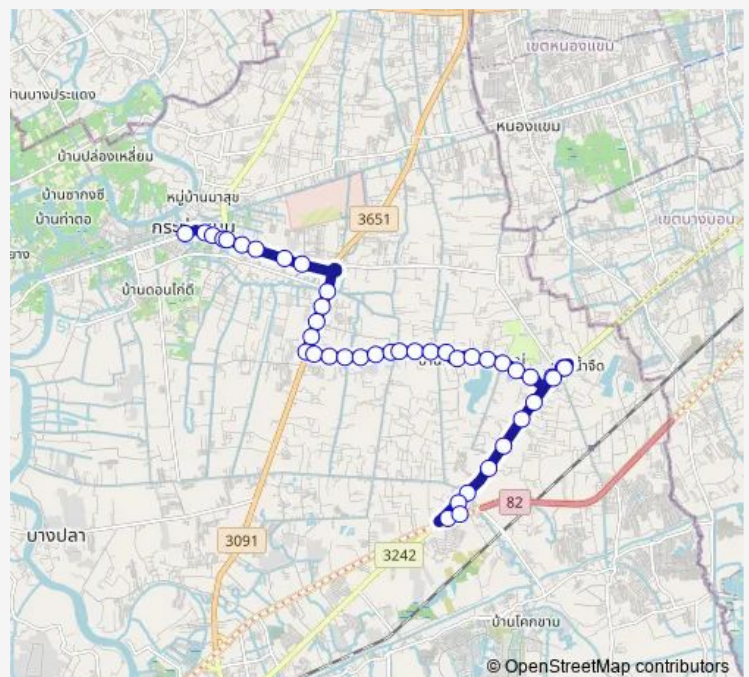 เขตหนองแขม
บ้านบางประแดง
หนองแขม
บ้านปล่องเหลี่ยม
บ้านซากงซี
หมู่บ้านมาสุข
บ้านท่าตอ
3651
เขตบางบอน
บ้านดอนไก่ดี
82
บางปลา
3091
3242
บ้านโคกขาม
© OpenStreetMap contributors